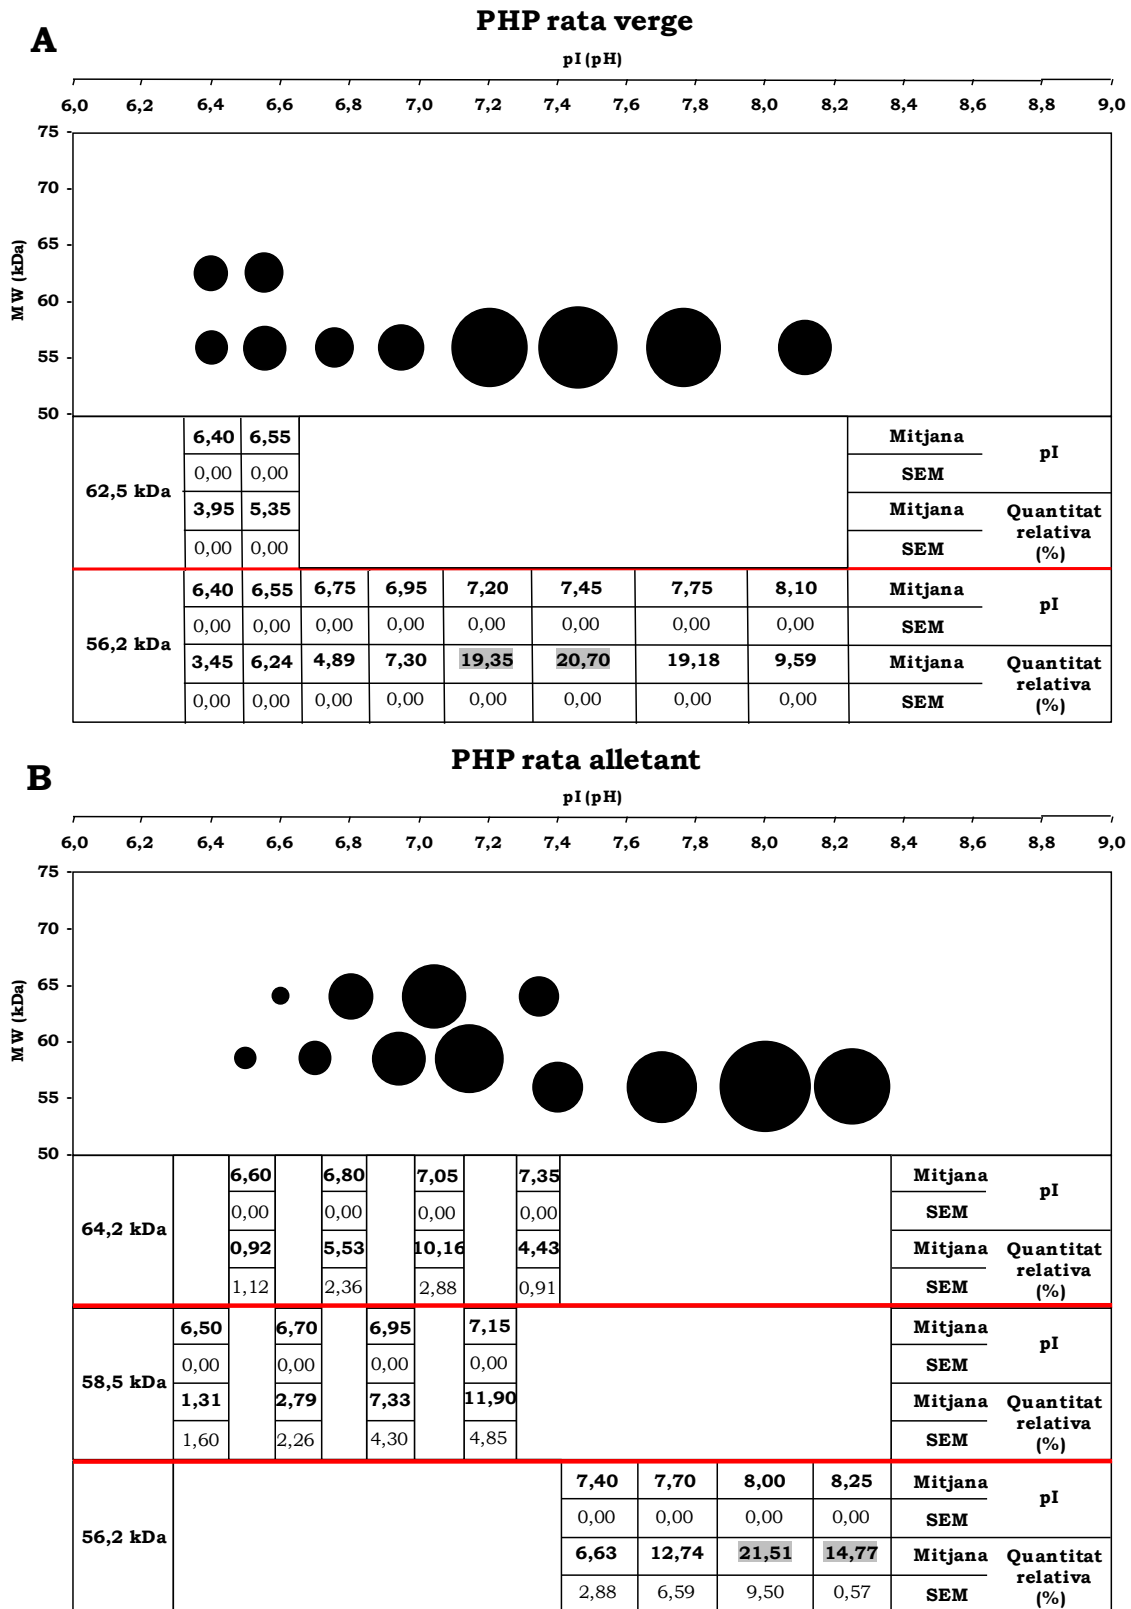 A
PHP rata verge
pI (pH)
6,0 6,2 6,4 6,6 6,8 7,0 7,2 7,4 7,6 7,8 8,0 8,2 8,4 8,6 8,8 9,0
75
70
65
60
55
50
MW (kDa)
62,5 kDa
6,40 6,55 Mitjana pI
0,00 0,00 SEM
3,95 5,35 Mitjana Quantitat relativa (%)
0,00 0,00 SEM
56,2 kDa
6,40 6,55 6,75 6,95 7,20 7,45 7,75 8,10 Mitjana pI
0,00 0,00 0,00 0,00 0,00 0,00 0,00 0,00 SEM
3,45 6,24 4,89 7,30 19,35 20,70 19,18 9,59 Mitjana Quantitat relativa (%)
0,00 0,00 0,00 0,00 0,00 0,00 0,00 0,00 SEM
B
PHP rata alletant
pI (pH)
6,0 6,2 6,4 6,6 6,8 7,0 7,2 7,4 7,6 7,8 8,0 8,2 8,4 8,6 8,8 9,0
75
70
65
60
55
50
MW (kDa)
64,2 kDa
6,60 6,80 7,05 7,35 Mitjana pI
0,00 0,00 0,00 0,00 SEM
0,92 5,53 10,16 4,43 Mitjana Quantitat relativa (%)
1,12 2,36 2,88 0,91 SEM
58,5 kDa
6,50 6,70 6,95 7,15 Mitjana pI
0,00 0,00 0,00 0,00 SEM
1,31 2,79 7,33 11,90 Mitjana Quantitat relativa (%)
1,60 2,26 4,30 4,85 SEM
56,2 kDa
7,40 7,70 8,00 8,25 Mitjana pI
0,00 0,00 0,00 0,00 SEM
6,63 12,74 21,51 14,77 Mitjana Quantitat relativa (%)
2,88 6,59 9,50 0,57 SEM